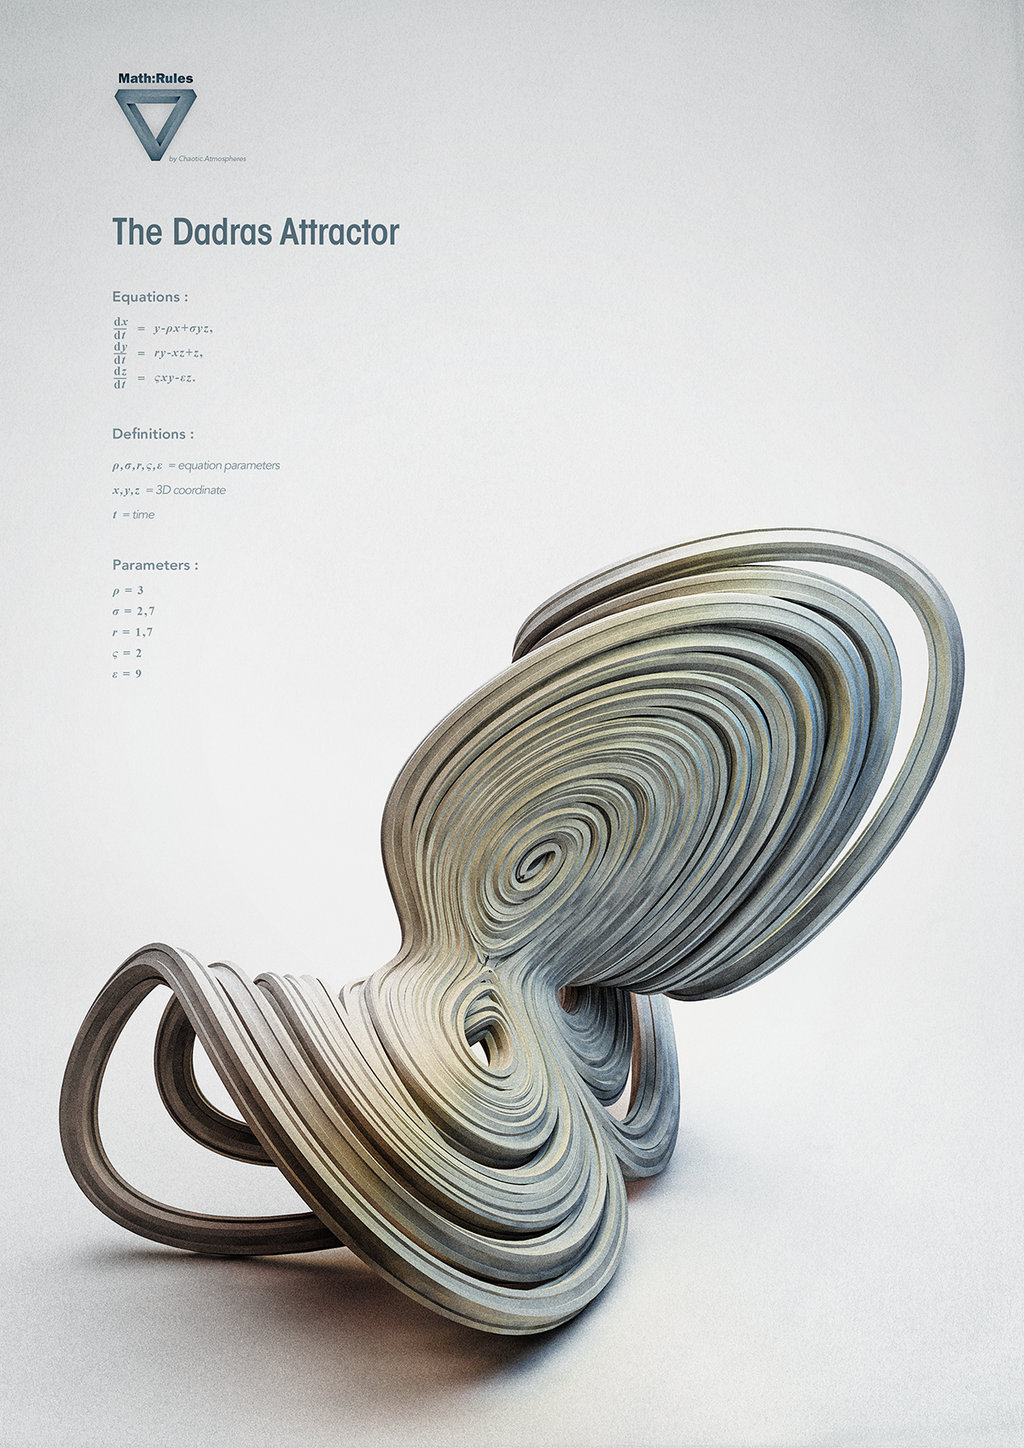 Math:Rules
by Chaotic Atmospheres
The Dadras Attractor
Equations :
dx/dt = y-ρx+σyz,
dy/dt = ry-xz+z,
dz/dt = ςxy-εz.
Definitions :
ρ,σ,r,ς,ε = equation parameters
x,y,z = 3D coordinate
t = time
Parameters :
ρ = 3
σ = 2,7
r = 1,7
ς = 2
ε = 9